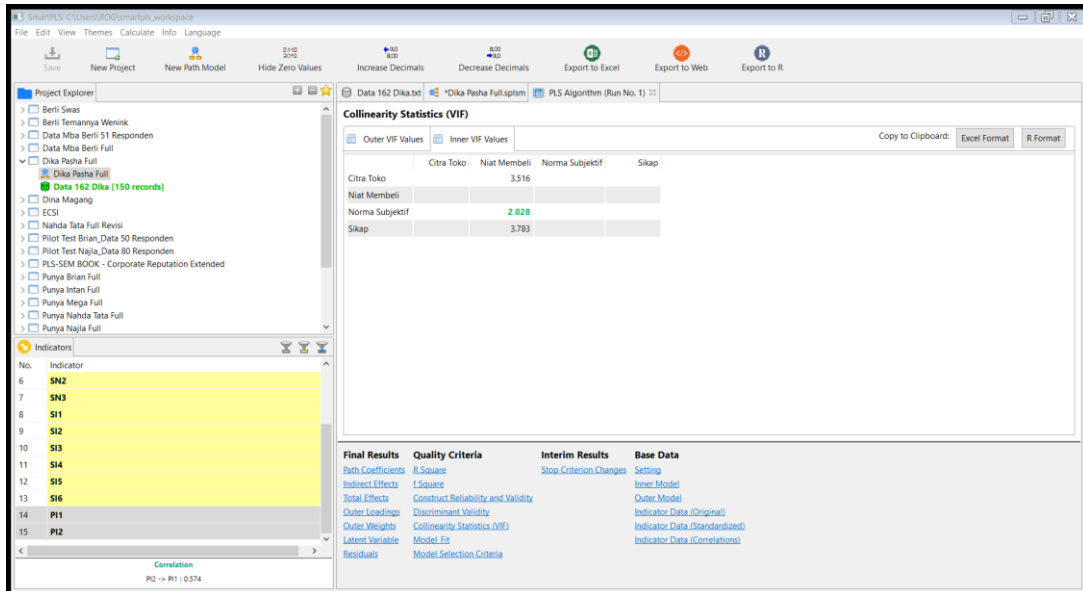 SmartPLS: C:\Users\ROG\smartpls_workspace
File Edit View Themes Calculate Info Language
Save New Project New Path Model Hide Zero Values Increase Decimals Decrease Decimals Export to Excel Export to Web Export to R
Project Explorer
Berli Swas
Berli Temannya Wenink
Data Mba Berli 51 Responden
Data Mba Berli Full
Dika Pasha Full
Dika Pasha Full
Data 162 Dika [150 records]
Dina Magang
ECSI
Nahda Tata Full Revisi
Pilot Test Brian_Data 50 Responden
Pilot Test Najla_Data 80 Responden
PLS-SEM BOOK - Corporate Reputation Extended
Punya Brian Full
Punya Intan Full
Punya Mega Full
Punya Nahda Tata Full
Punya Najla Full
Indicators
No. Indicator
6 SN2
7 SN3
8 SI1
9 SI2
10 SI3
11 SI4
12 SI5
13 SI6
14 PI1
15 PI2
Correlation
PI2 -> PI1 : 0.574
Data 162 Dika.txt *Dika Pasha Full.splsm PLS Algorithm (Run No. 1)
Collinearity Statistics (VIF)
Outer VIF Values Inner VIF Values Copy to Clipboard: Excel Format R Format
Citra Toko Niat Membeli Norma Subjektif Sikap
Citra Toko 3.516
Niat Membeli
Norma Subjektif 2.028
Sikap 3.783
Final Results Quality Criteria Interim Results Base Data
Path Coefficients R Square Stop Criterion Changes Setting
Indirect Effects f Square Inner Model
Total Effects Construct Reliability and Validity Outer Model
Outer Loadings Discriminant Validity Indicator Data (Original)
Outer Weights Collinearity Statistics (VIF) Indicator Data (Standardized)
Latent Variable Model Fit Indicator Data (Correlations)
Residuals Model Selection Criteria